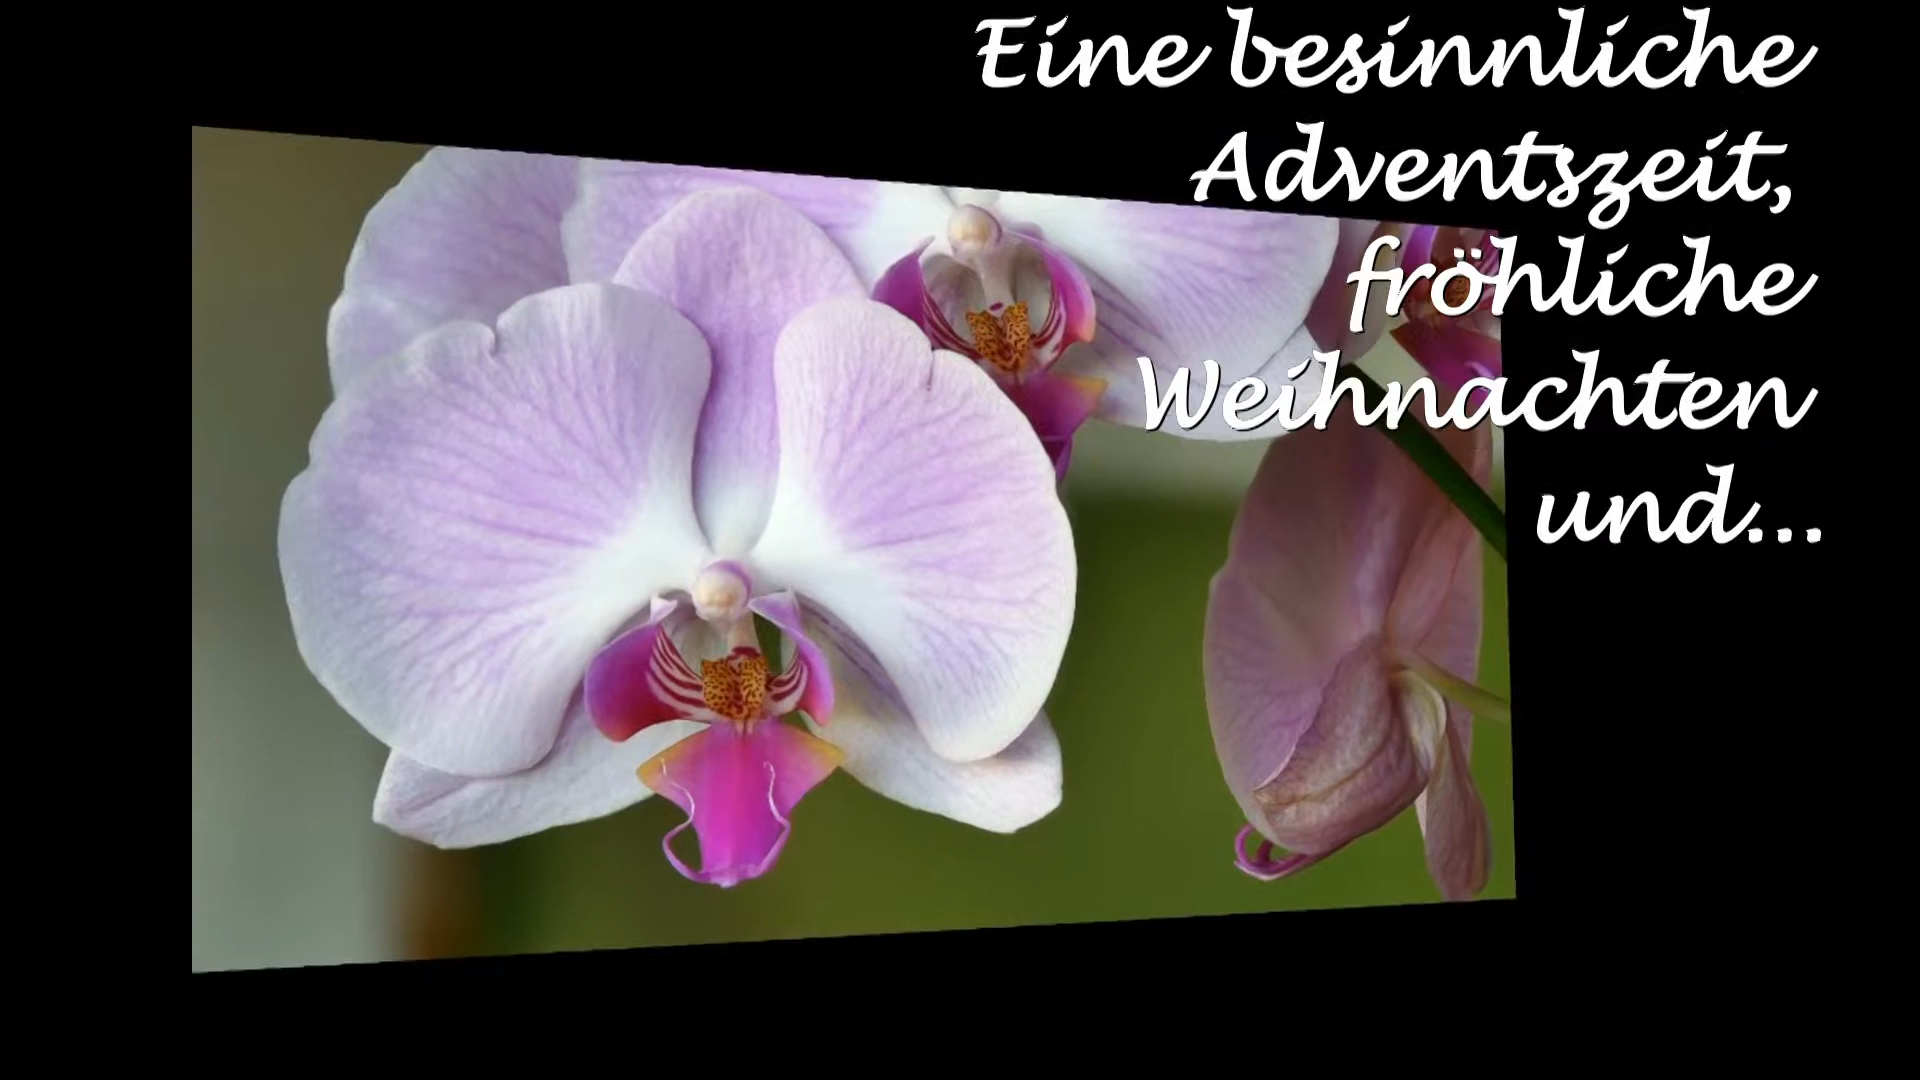 Eine besinnliche
Adventszeit,
fröhliche
Weihnachten
und...